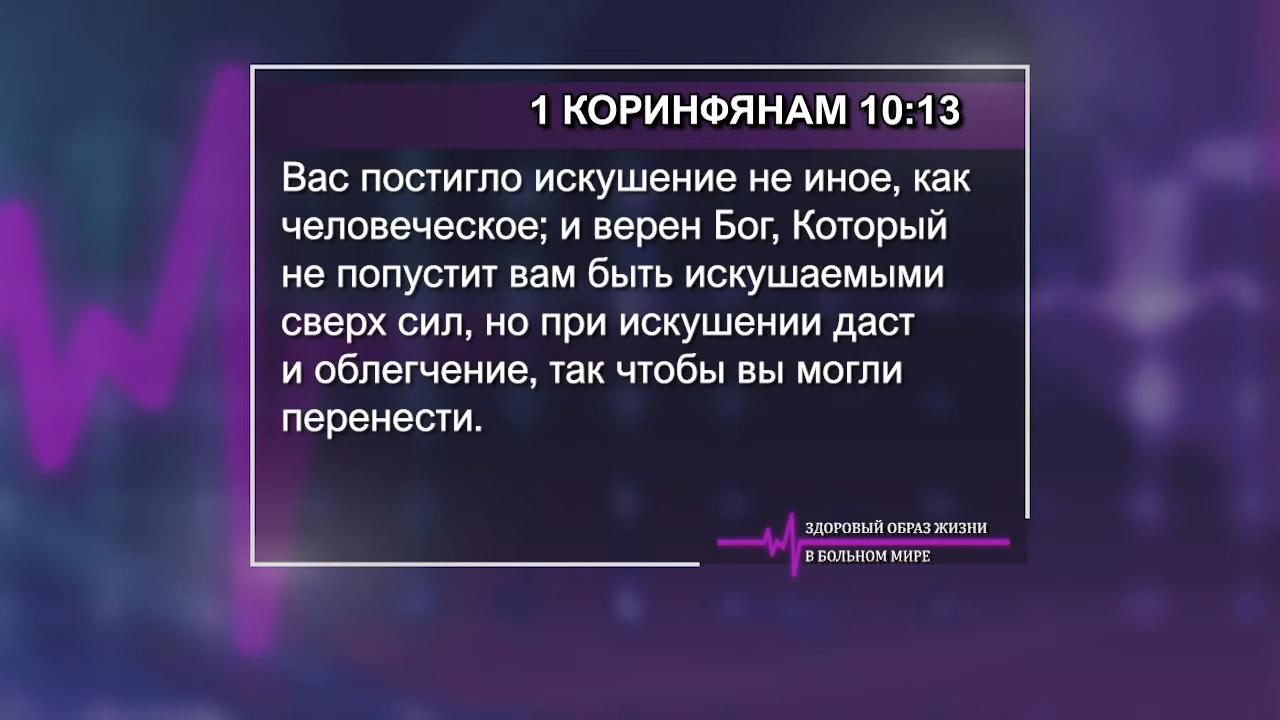 1 КОРИНФЯНАМ 10:13
Вас постигло искушение не иное, как
человеческое; и верен Бог, Который
не попустит вам быть искушаемыми
сверх сил, но при искушении даст
и облегчение, так чтобы вы могли
перенести.
ЗДОРОВЫЙ ОБРАЗ ЖИЗНИ
В БОЛЬНОМ МИРЕ